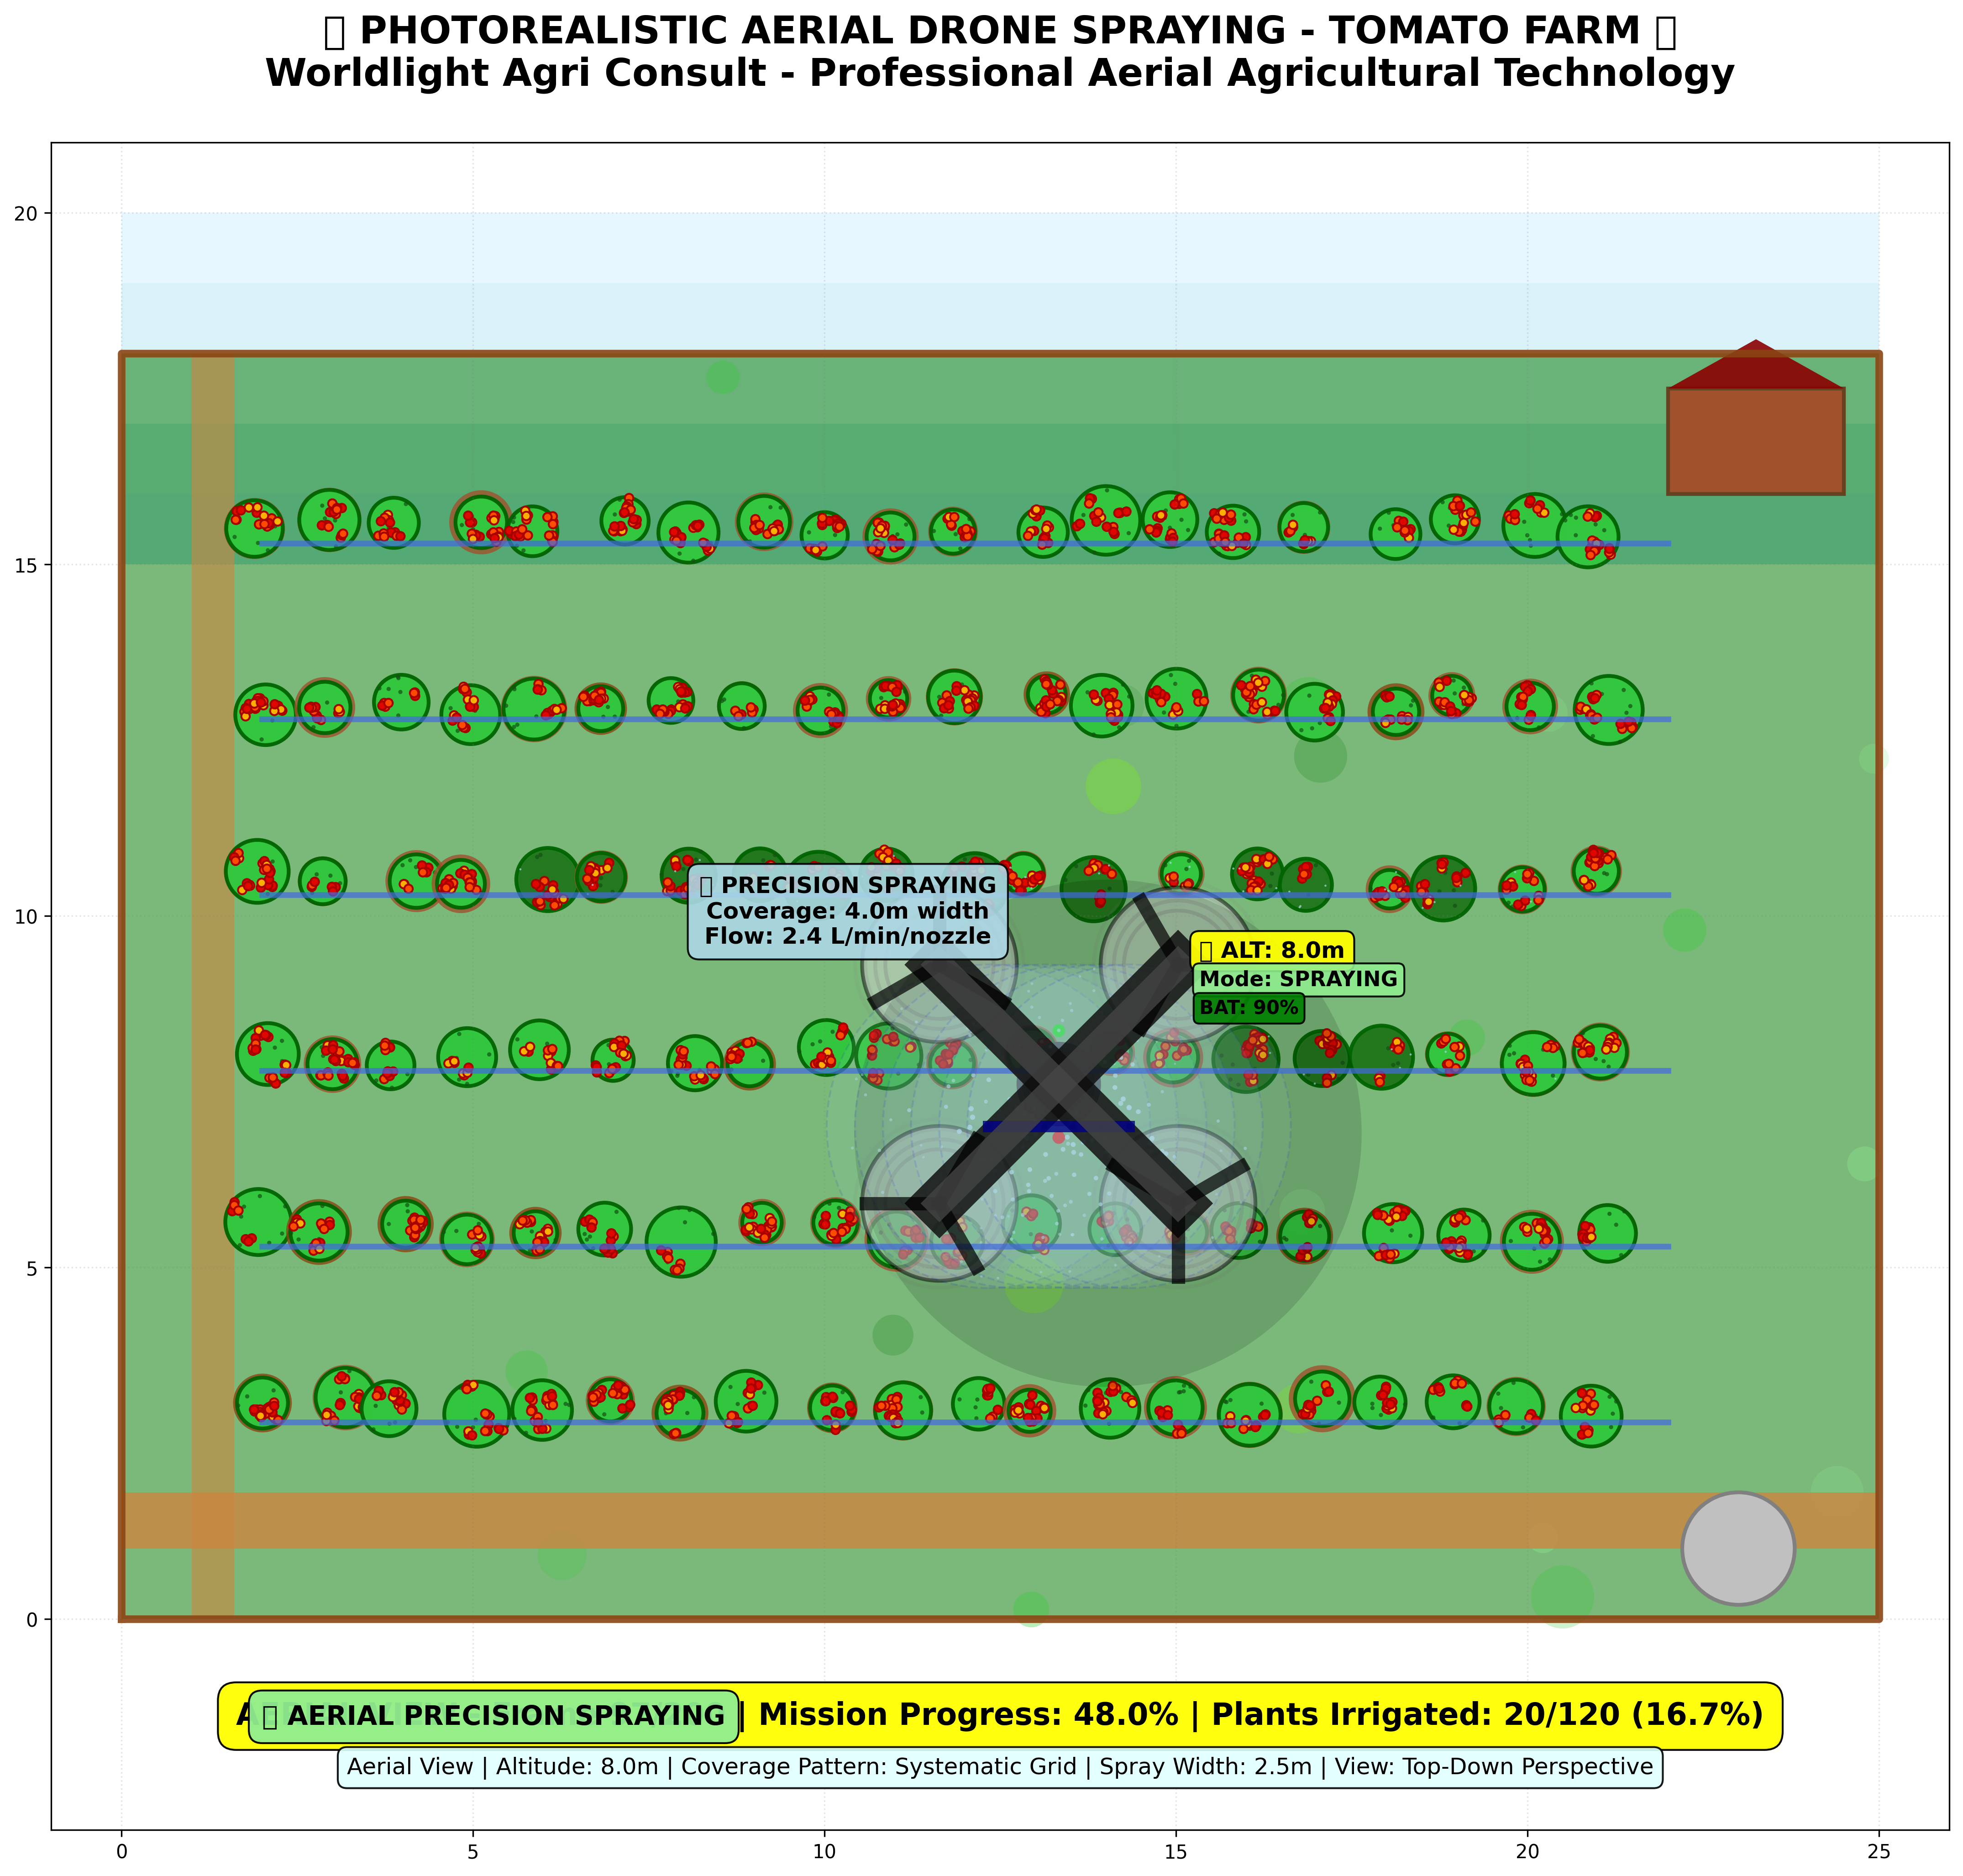 ▯ PHOTOREALISTIC AERIAL DRONE SPRAYING - TOMATO FARM ▯
Worldlight Agri Consult - Professional Aerial Agricultural Technology
20
15
10
5
0
▯ PRECISION SPRAYING
Coverage: 4.0m width
Flow: 2.4 L/min/nozzle
▯ ALT: 8.0m
Mode: SPRAYING
BAT: 90%
▯ AERIAL PRECISION SPRAYING | Mission Progress: 48.0% | Plants Irrigated: 20/120 (16.7%)
Aerial View | Altitude: 8.0m | Coverage Pattern: Systematic Grid | Spray Width: 2.5m | View: Top-Down Perspective
0 5 10 15 20 25